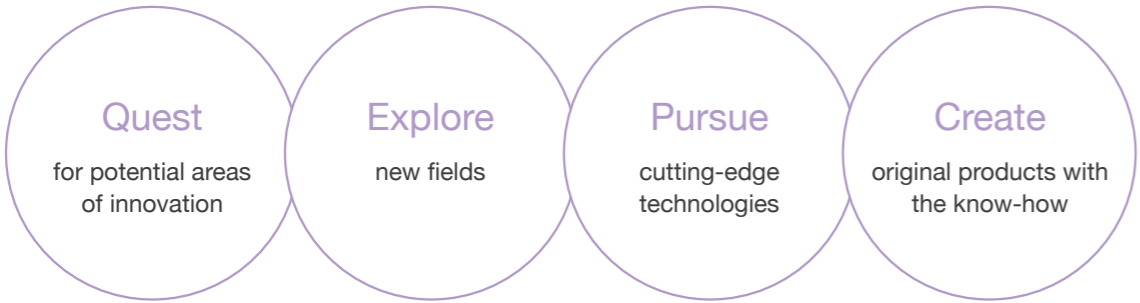 Quest
for potential areas
of innovation
Explore
new fields
Pursue
cutting-edge
technologies
Create
original products with
the know-how